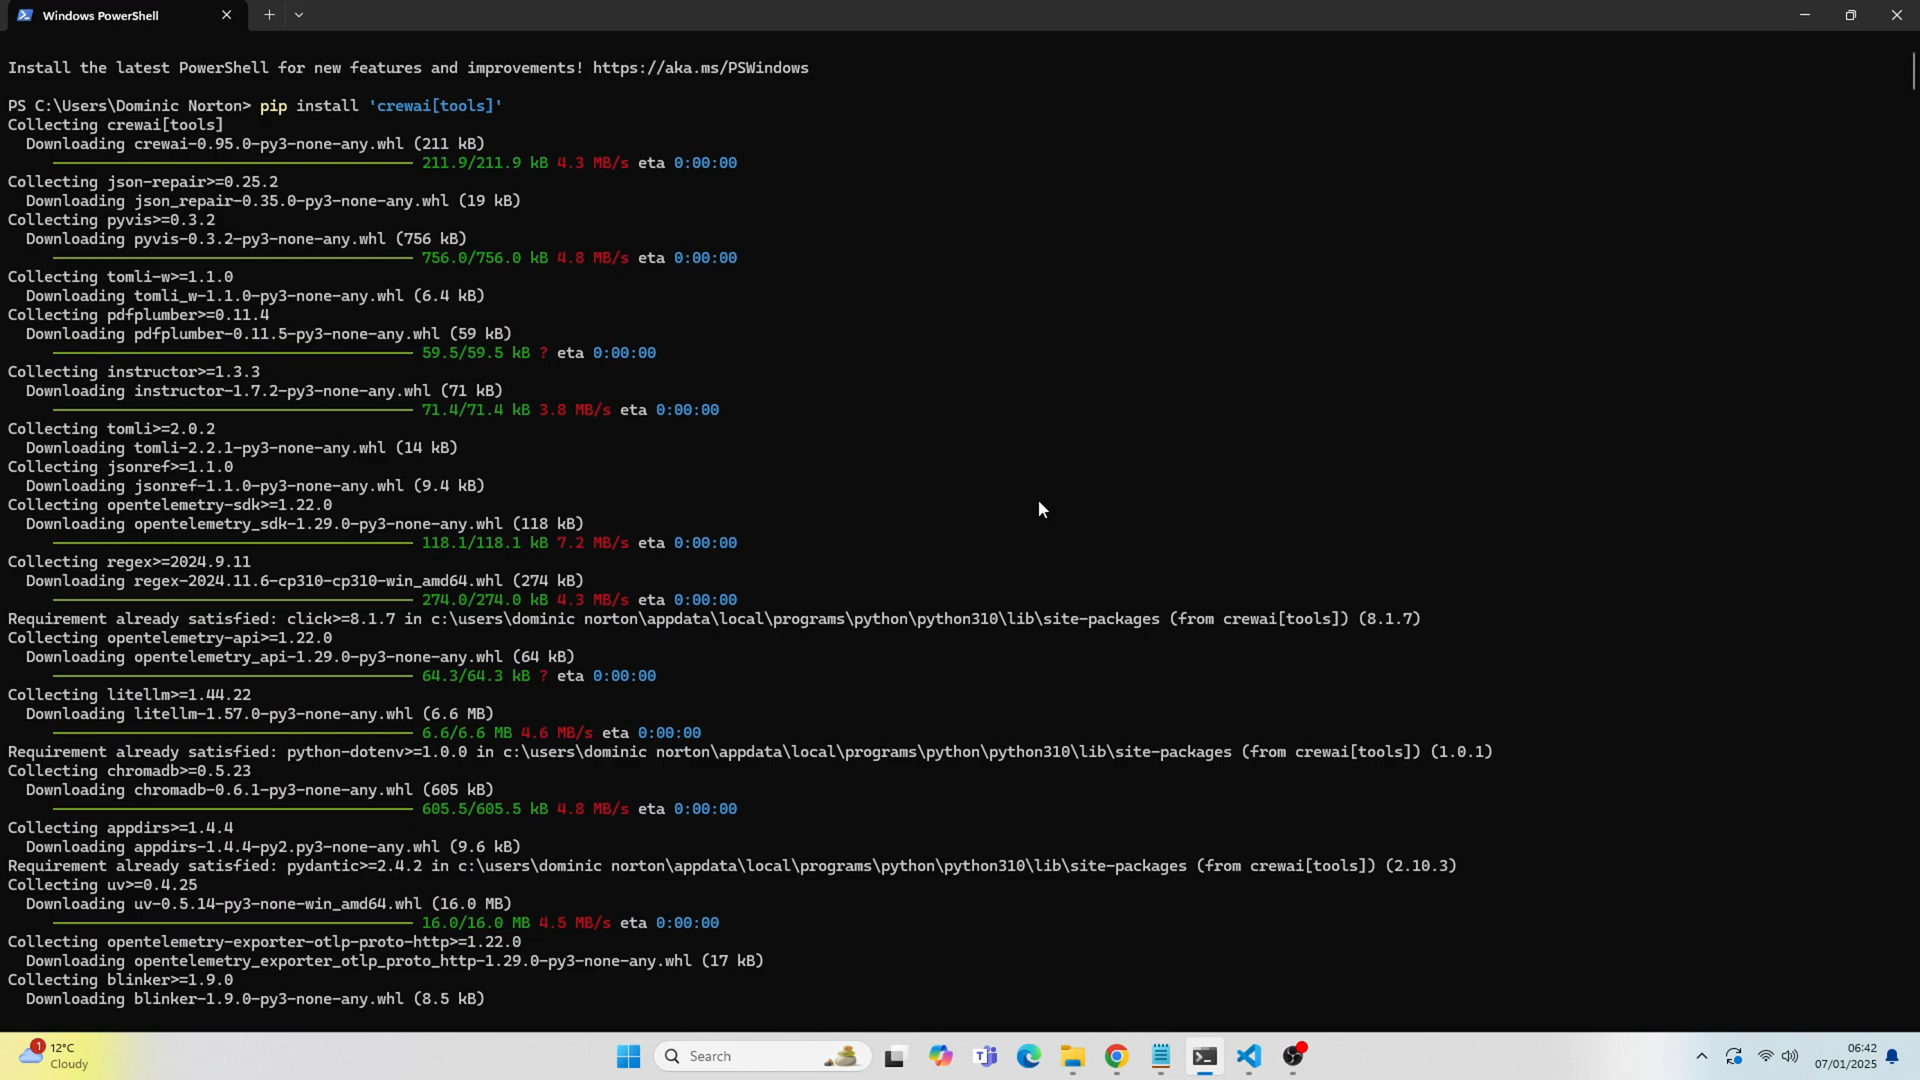 Windows PowerShell
Install the latest PowerShell for new features and improvements! https://aka.ms/PSWindows
PS C:\Users\Dominic Norton> pip install 'crewai[tools]'
Collecting crewai[tools]
Downloading crewai-0.95.0-py3-none-any.whl (211 kB)
211.9/211.9 kB 4.3 MB/s eta 0:00:00
Collecting json-repair>=0.25.2
Downloading json_repair-0.35.0-py3-none-any.whl (19 kB)
Collecting pyvis>=0.3.2
Downloading pyvis-0.3.2-py3-none-any.whl (756 kB)
756.0/756.0 kB 4.8 MB/s eta 0:00:00
Collecting tomli-w>=1.1.0
Downloading tomli_w-1.1.0-py3-none-any.whl (6.4 kB)
Collecting pdfplumber>=0.11.4
Downloading pdfplumber-0.11.5-py3-none-any.whl (59 kB)
59.5/59.5 kB ? eta 0:00:00
Collecting instructor>=1.3.3
Downloading instructor-1.7.2-py3-none-any.whl (71 kB)
71.4/71.4 kB 3.8 MB/s eta 0:00:00
Collecting tomli>=2.0.2
Downloading tomli-2.2.1-py3-none-any.whl (14 kB)
Collecting jsonref>=1.1.0
Downloading jsonref-1.1.0-py3-none-any.whl (9.4 kB)
Collecting opentelemetry-sdk>=1.22.0
Downloading opentelemetry_sdk-1.29.0-py3-none-any.whl (118 kB)
118.1/118.1 kB 7.2 MB/s eta 0:00:00
Collecting regex>=2024.9.11
Downloading regex-2024.11.6-cp310-cp310-win_amd64.whl (274 kB)
274.0/274.0 kB 4.3 MB/s eta 0:00:00
Requirement already satisfied: click>=8.1.7 in c:\users\dominic norton\appdata\local\programs\python\python310\lib\site-packages (from crewai[tools]) (8.1.7)
Collecting opentelemetry-api>=1.22.0
Downloading opentelemetry_api-1.29.0-py3-none-any.whl (64 kB)
64.3/64.3 kB ? eta 0:00:00
Collecting litellm>=1.44.22
Downloading litellm-1.57.0-py3-none-any.whl (6.6 MB)
6.6/6.6 MB 4.6 MB/s eta 0:00:00
Requirement already satisfied: python-dotenv>=1.0.0 in c:\users\dominic norton\appdata\local\programs\python\python310\lib\site-packages (from crewai[tools]) (1.0.1)
Collecting chromadb>=0.5.23
Downloading chromadb-0.6.1-py3-none-any.whl (605 kB)
605.5/605.5 kB 4.8 MB/s eta 0:00:00
Collecting appdirs>=1.4.4
Downloading appdirs-1.4.4-py2.py3-none-any.whl (9.6 kB)
Requirement already satisfied: pydantic>=2.4.2 in c:\users\dominic norton\appdata\local\programs\python\python310\lib\site-packages (from crewai[tools]) (2.10.3)
Collecting uv>=0.4.25
Downloading uv-0.5.14-py3-none-win_amd64.whl (16.0 MB)
16.0/16.0 MB 4.5 MB/s eta 0:00:00
Collecting opentelemetry-exporter-otlp-proto-http>=1.22.0
Downloading opentelemetry_exporter_otlp_proto_http-1.29.0-py3-none-any.whl (17 kB)
Collecting blinker>=1.9.0
Downloading blinker-1.9.0-py3-none-any.whl (8.5 kB)
1
12°C
Cloudy
Search
06:42
07/01/2025